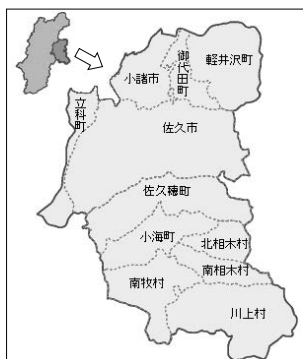 軽井沢町
御代田町
小諸市
立科町
佐久市
佐久穂町
小海町
北相木村
南相木村
南牧村
川上村